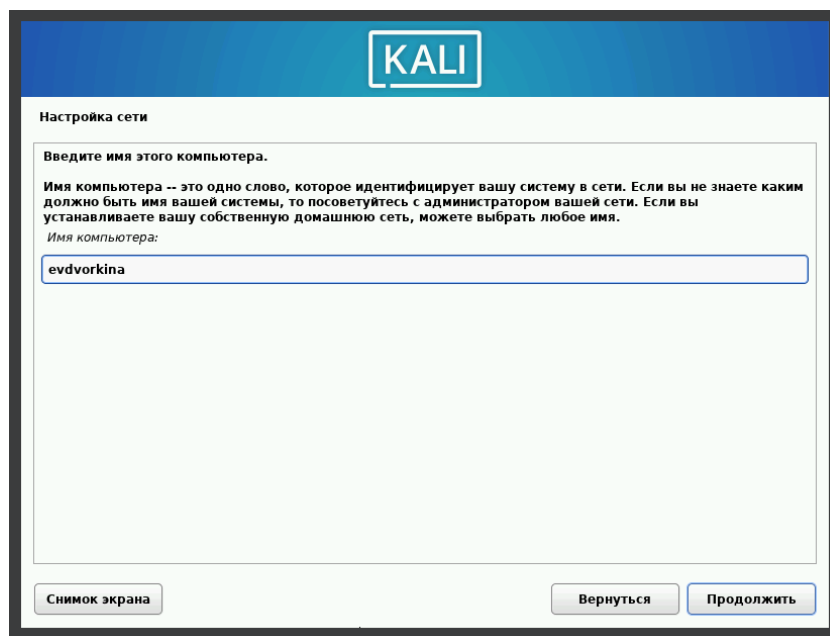 KALI
Настройка сети
Введите имя этого компьютера.
Имя компьютера -- это одно слово, которое идентифицирует вашу систему в сети. Если вы не знаете каким
должно быть имя вашей системы, то посоветуйтесь с администратором вашей сети. Если вы
устанавливаете вашу собственную домашнюю сеть, можете выбрать любое имя.
Имя компьютера:
evdvorkina
Снимок экрана Вернуться Продолжить